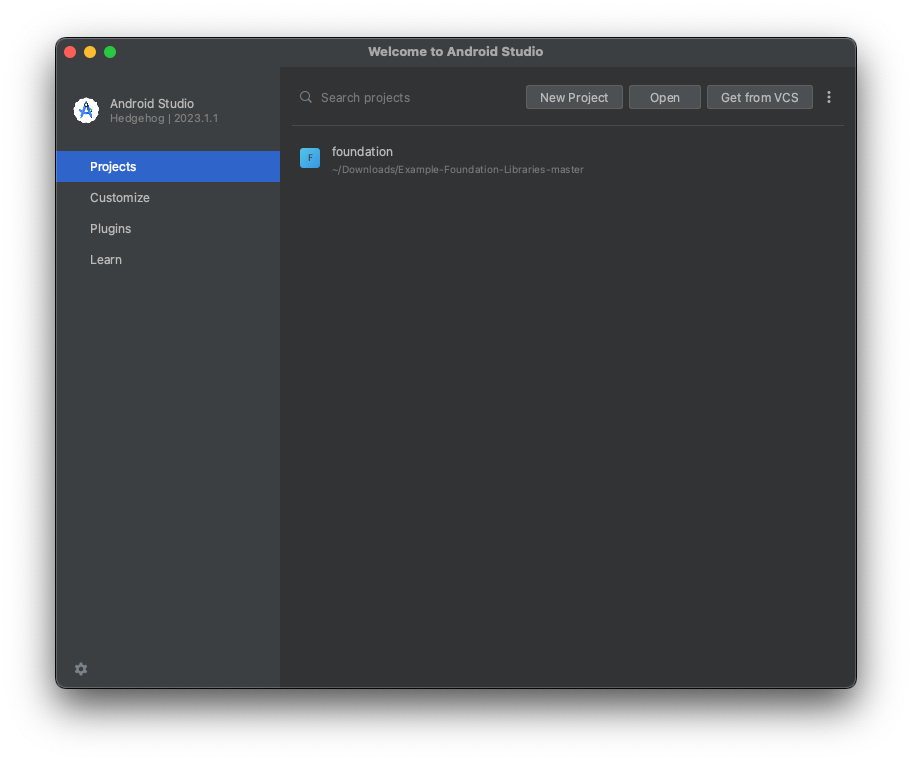 Welcome to Android Studio
Android Studio
Hedgehog | 2023.1.1
Projects
Customize
Plugins
Learn
Search projects
New Project
Open
Get from VCS
F
foundation
~/Downloads/Example-Foundation-Libraries-master